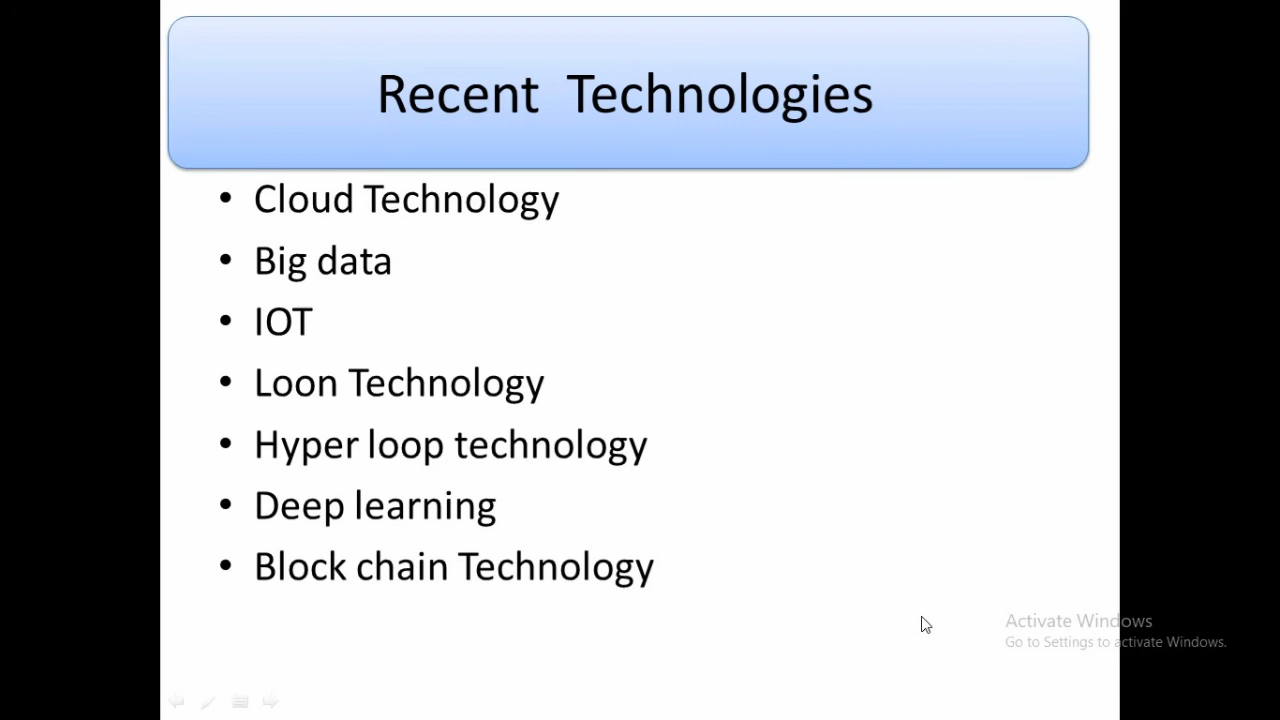 Recent Technologies
• Cloud Technology
• Big data
• IOT
• Loon Technology
• Hyper loop technology
• Deep learning
• Block chain Technology
Activate Windows
Go to Settings to activate Windows.